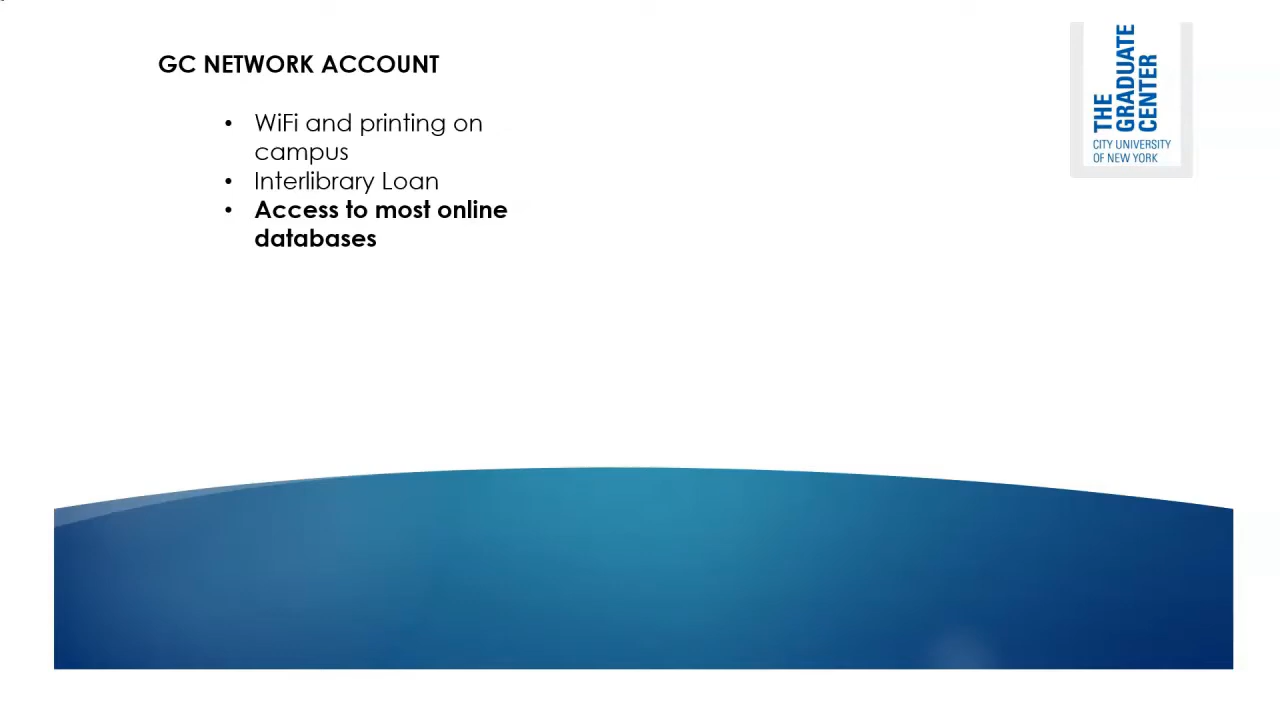 GC NETWORK ACCOUNT
• WiFi and printing on
campus
• Interlibrary Loan
• Access to most online
databases
THE
GRADUATE
CENTER
CITY UNIVERSITY
OF NEW YORK